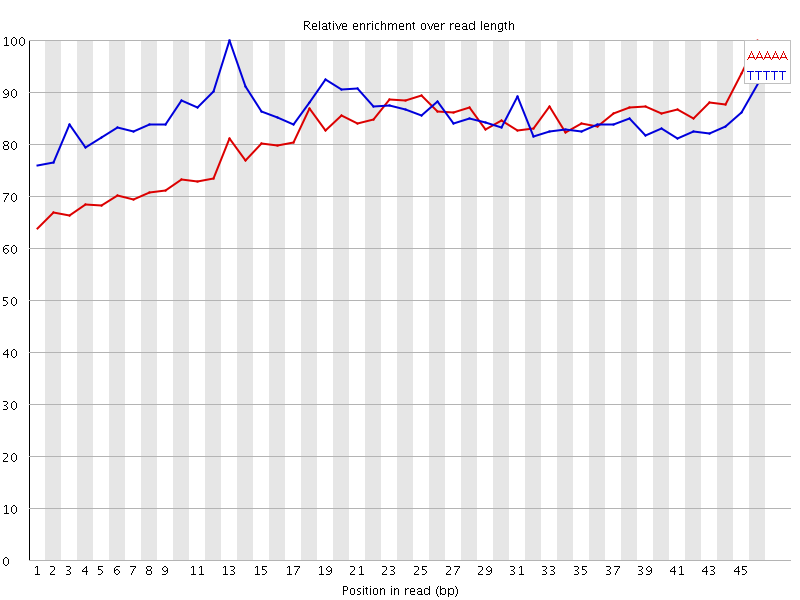 Relative enrichment over read length
100
90
80
70
60
50
40
30
20
10
0
AAAAA
TTTTT
1 2 3 4 5 6 7 8 9 11 13 15 17 19 21 23 25 27 29 31 33 35 37 39 41 43 45
Position in read (bp)